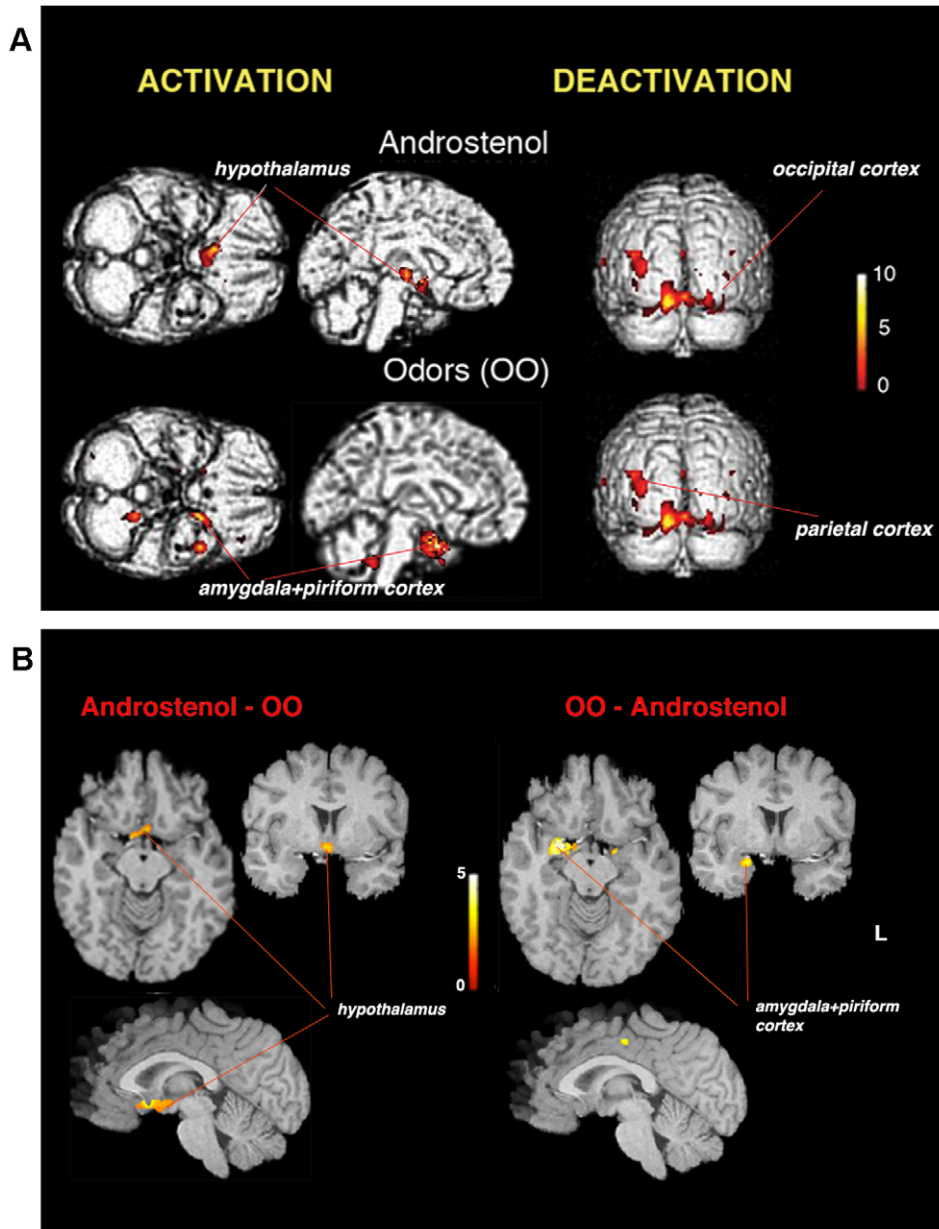 A
ACTIVATION
DEACTIVATION
Androstenol
hypothalamus
occipital cortex
10
5
0
Odors (OO)
parietal cortex
amygdala+piriform cortex
B
Androstenol - OO
OO - Androstenol
5
0
L
hypothalamus
amygdala+piriform
cortex